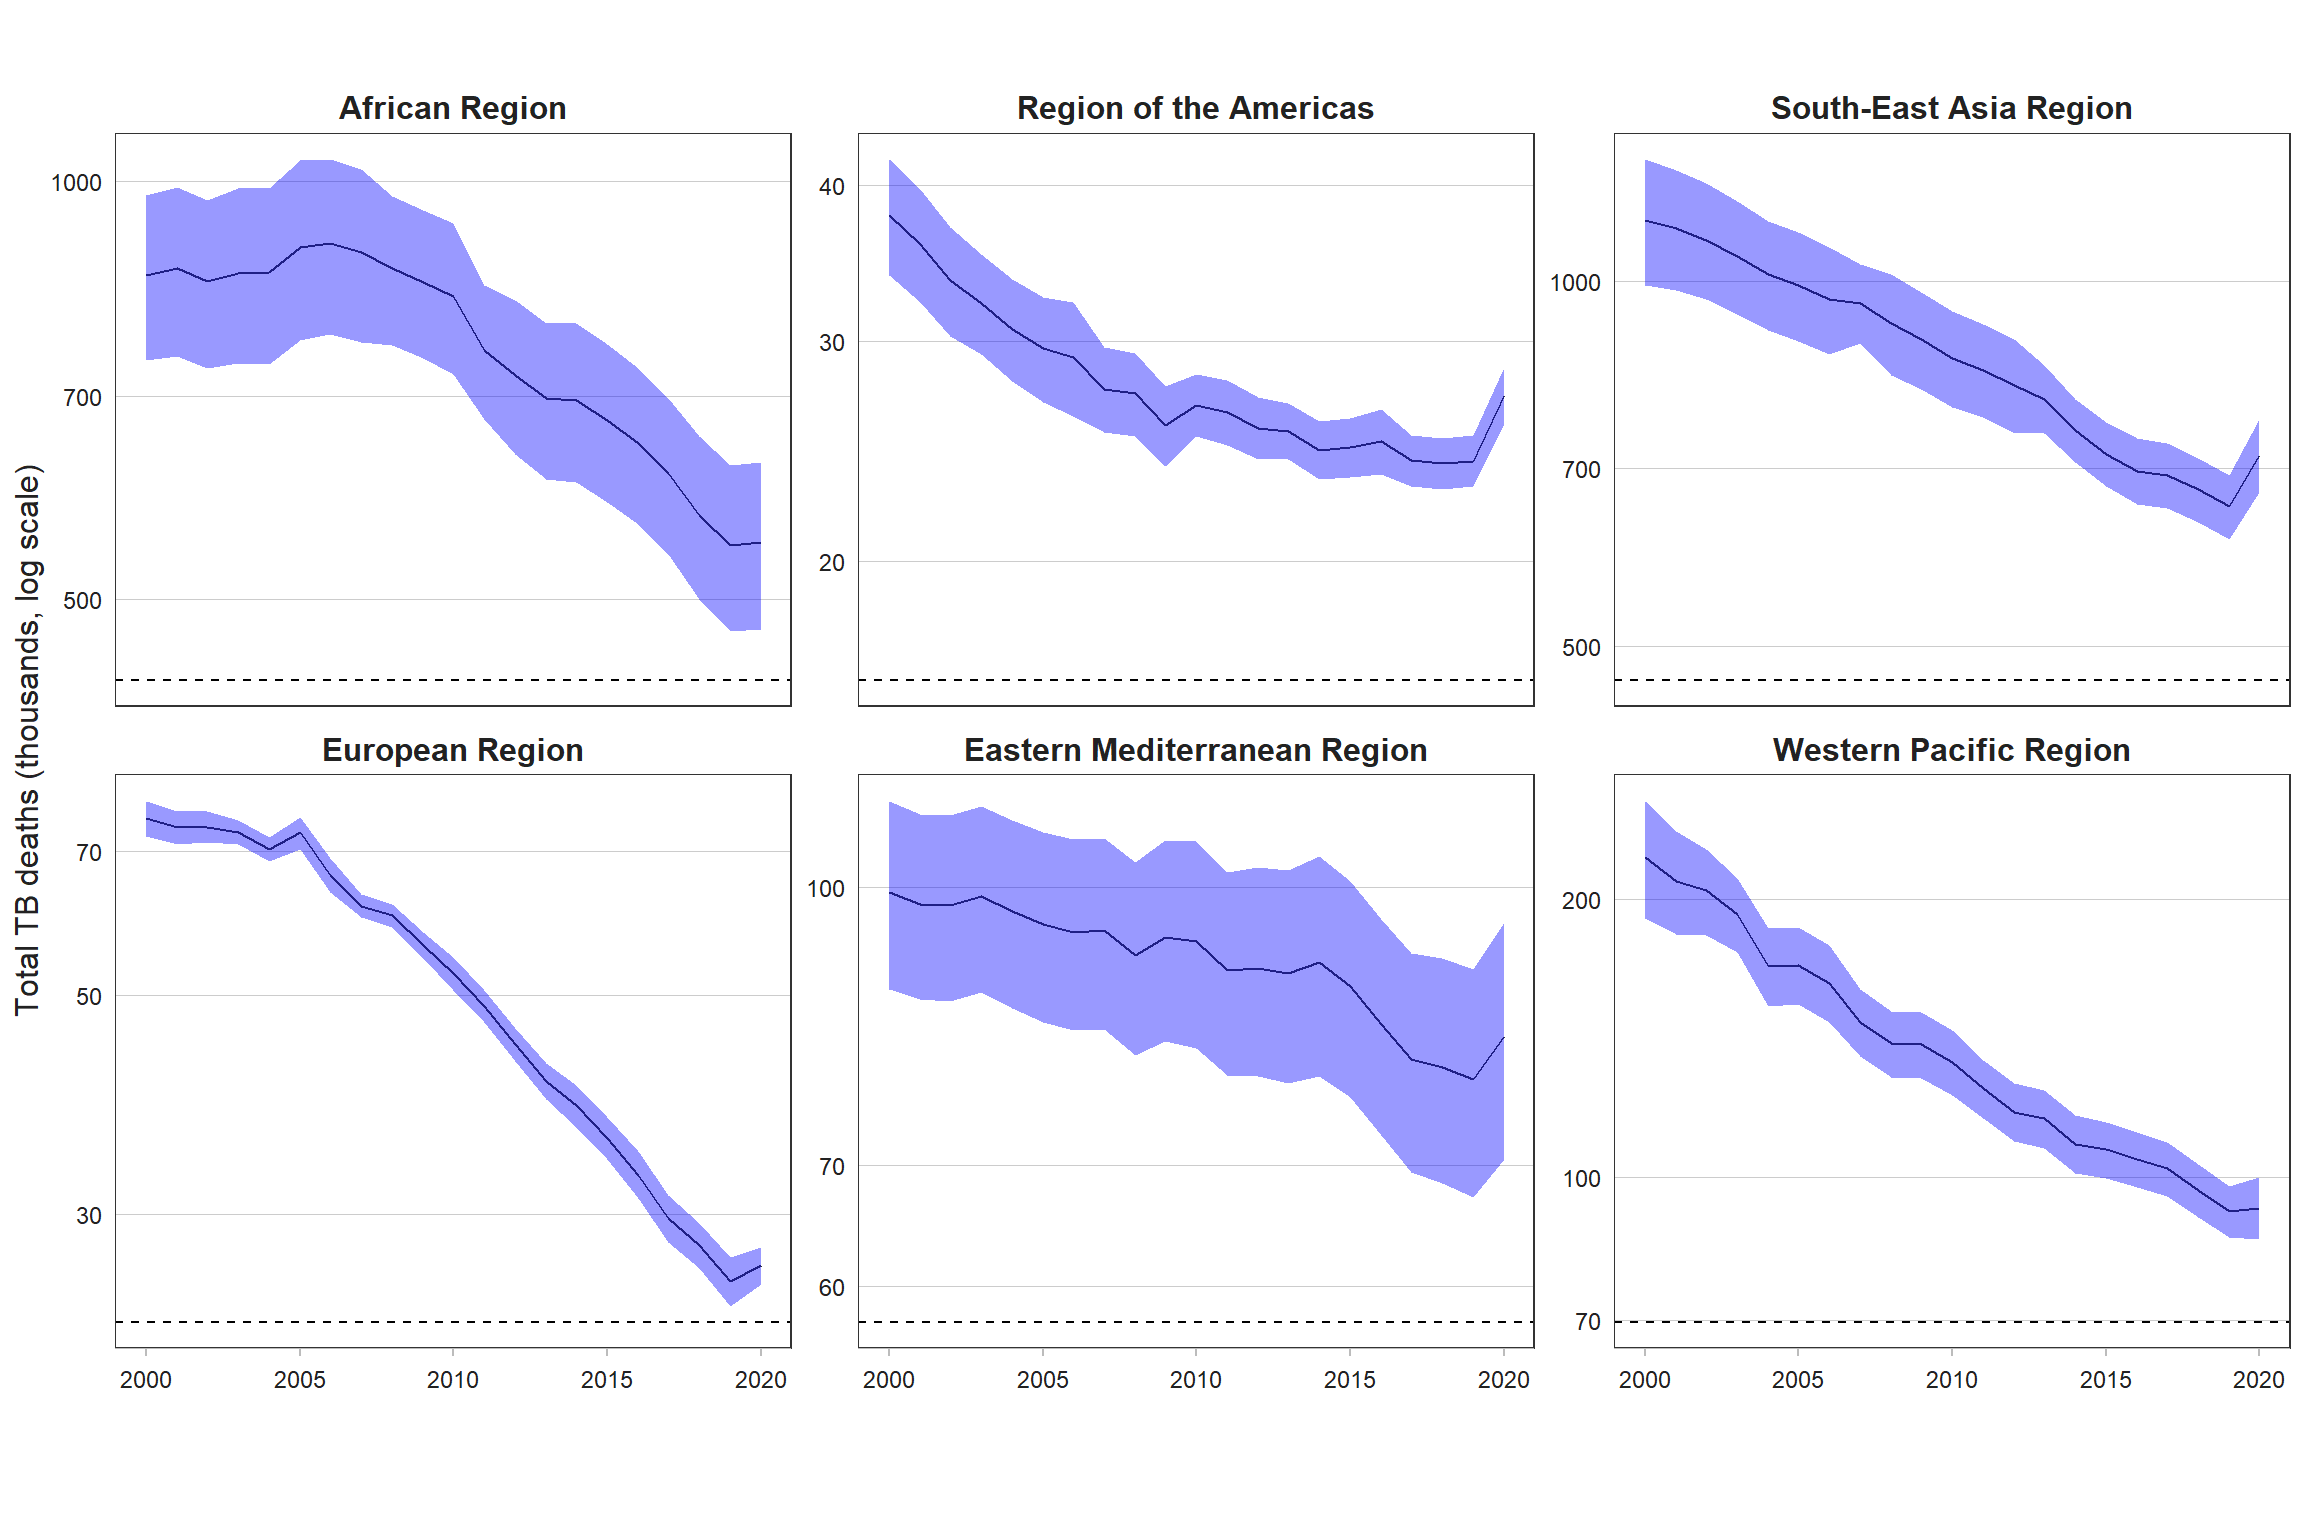 African Region
Region of the Americas
South-East Asia Region
1000
700
500
40
30
20
1000
700
500
Total TB deaths (thousands, log scale)
European Region
Eastern Mediterranean Region
Western Pacific Region
70
50
30
100
70
60
200
100
70
2000 2005 2010 2015 2020
2000 2005 2010 2015 2020
2000 2005 2010 2015 2020